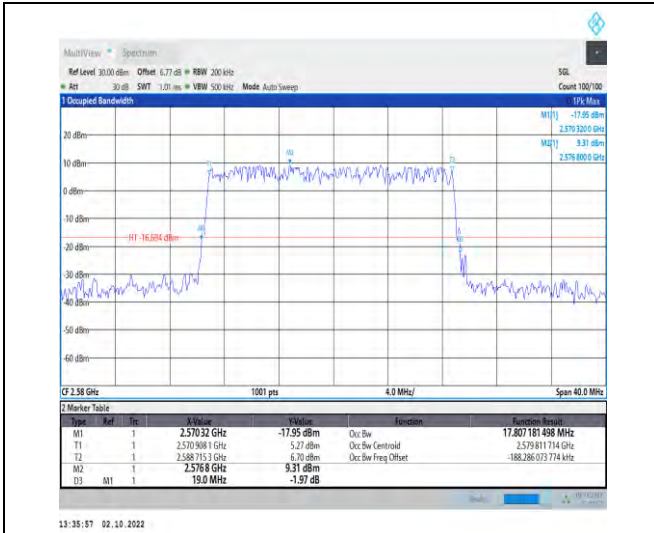 MultiView Spectrum
Ref Level 30.00 dBm Offset 6.77 dB RBW 200 kHz SGL
Att 30 dB SWT 1.01 ms VBW 500 kHz Mode Auto Sweep Count 100/100
1 Occupied Bandwidth 1Pk Max
M1[1] -17.95 dBm
2.570 3200 GHz
M2[1] 9.31 dBm
2.576 800 0 GHz
20 dBm
M2
T1 T2
10 dBm
0 dBm
-10 dBm
H1 -16.694 dBm
-20 dBm
-30 dBm
-40 dBm
-50 dBm
-60 dBm
CF 2.58 GHz 1001 pts 4.0 MHz/ Span 40.0 MHz
2 Marker Table
Type Ref Trc X-Value Y-Value Function Function Result
M1 1 2.57032 GHz -17.95 dBm Occ Bw 17.807 181 498 MHz
T1 1 2.570 908 1 GHz 5.27 dBm Occ Bw Centroid 2.579 811 714 GHz
T2 1 2.588 715 3 GHz 6.70 dBm Occ Bw Freq Offset -188.286 073 774 kHz
M2 1 2.576 8 GHz 9.31 dBm
D3 M1 1 19.0 MHz -1.97 dB
13:35:57 02.10.2022